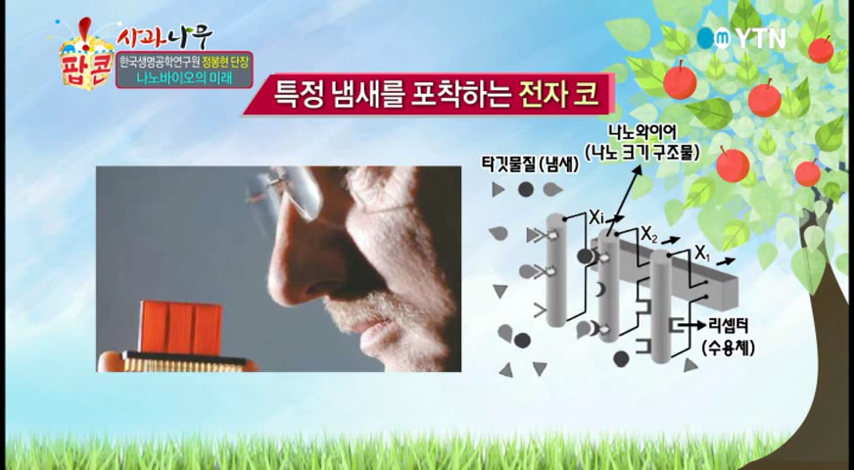 사과나무
팝콘
한국생명공학연구원 정봉현 단장
나노바이오의 미래
YTN
특정 냄새를 포착하는 전자 코
나노와이어
(나노 크기 구조물)
타깃물질 (냄새)
Xi
X2
X1
리셉터
(수용체)